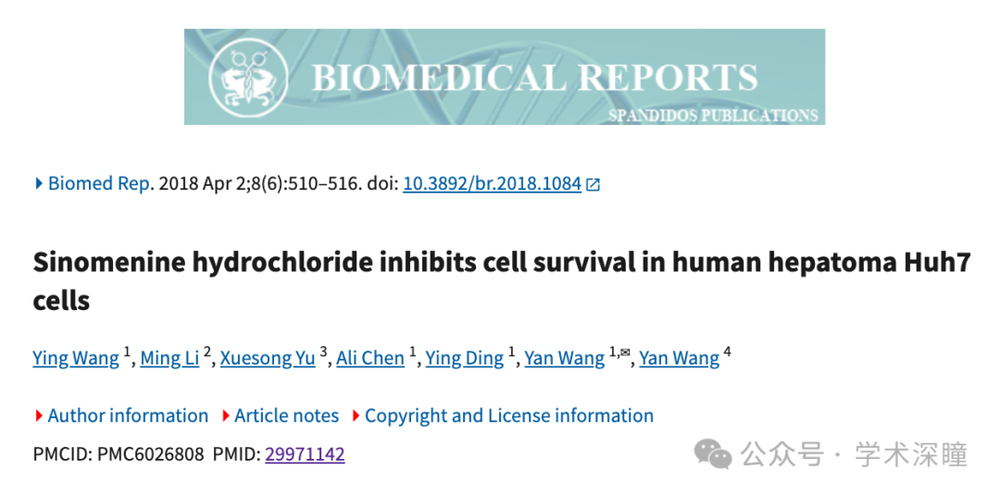 BIOMEDICAL REPORTS
SPANDIDOS PUBLICATIONS
Biomed Rep. 2018 Apr 2;8(6):510–516. doi: 10.3892/br.2018.1084
Sinomenine hydrochloride inhibits cell survival in human hepatoma Huh7
cells
Ying Wang 1, Ming Li 2, Xuesong Yu 3, Ali Chen 1, Ying Ding 1, Yan Wang 1,✉, Yan Wang 4
Author information Article notes Copyright and License information
PMCID: PMC6026808 PMID: 29971142
公众号 · 学术深瞳